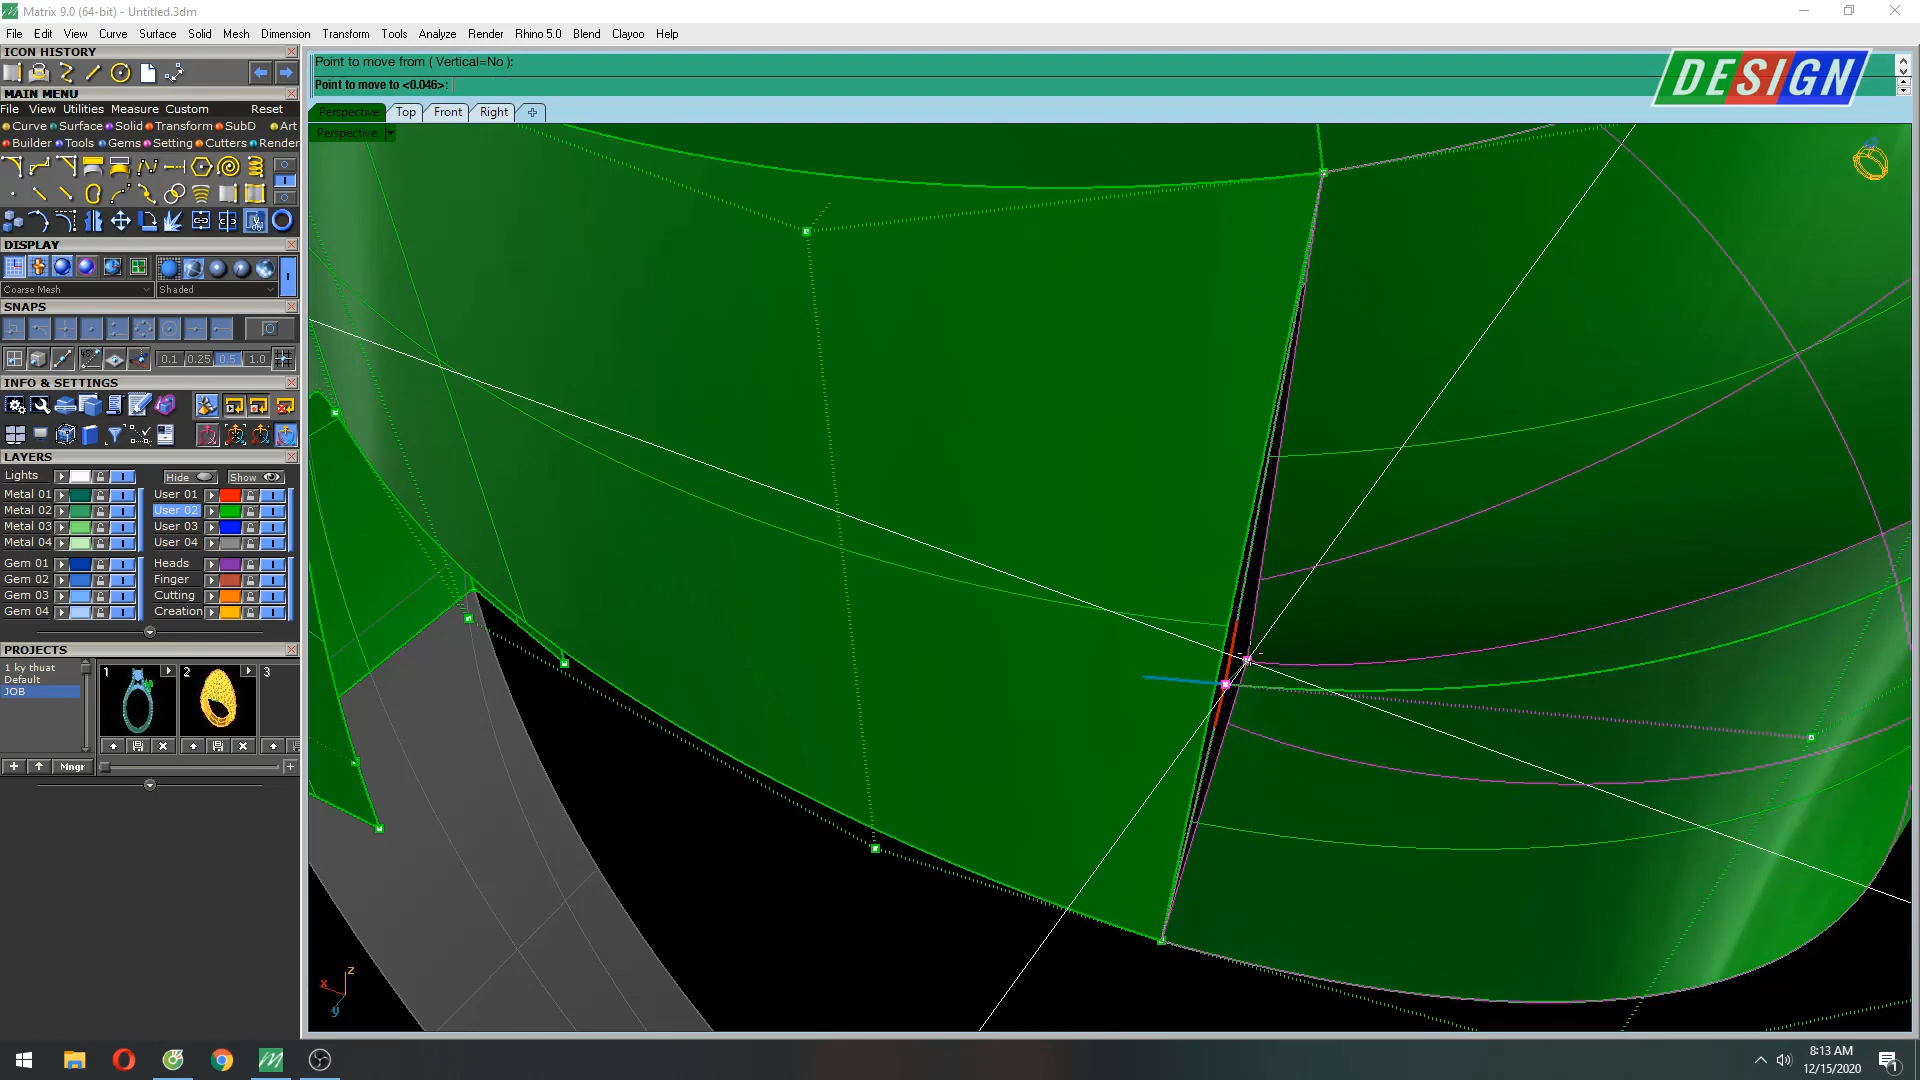 Matrix 9.0 (64-bit) - Untitled.3dm
File Edit View Curve Surface Solid Mesh Dimension Transform Tools Analyze Render Rhino 5.0 Blend Clayoo Help
ICON HISTORY
Point to move from ( Vertical=No ):
Point to move to <0.046>:
DESIGN
MAIN MENU
File View Utilities Measure Custom Reset
Perspective Top Front Right
Curve Surface Solid Transform SubD Art
Perspective
Builder Tools Gems Setting Cutters Render
DISPLAY
Coarse Mesh Shaded
SNAPS
45°
0.1 0.25 0.5 1.0
INFO & SETTINGS
LAYERS
Lights Hide Show
Metal 01 User 01
Metal 02 User 02
Metal 03 User 03
Metal 04 User 04
Gem 01 Heads
Gem 02 Finger
Gem 03 Cutting
Gem 04 Creation
PROJECTS
1 ky thuat
Default
JOB
1 2 3
Mngr
z
x
y
8:13 AM
12/15/2020
1